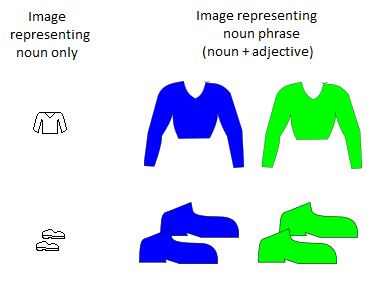 Image
representing
noun only
Image representing
noun phrase
(noun + adjective)